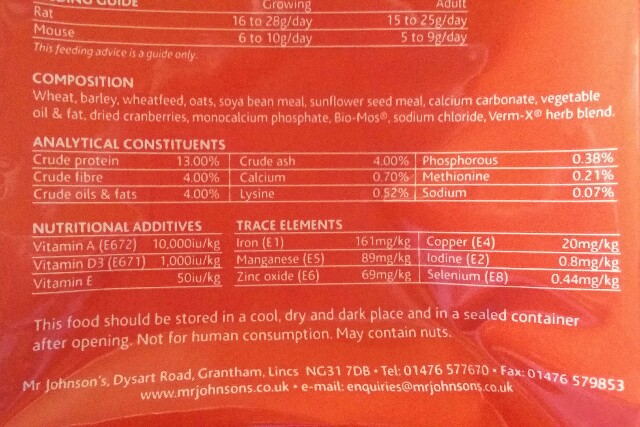 GUIDE Growing Adult
Rat 16 to 28g/day 15 to 25g/day
Mouse 6 to 10g/day 5 to 9g/day
This feeding advice is a guide only.
COMPOSITION
Wheat, barley, wheatfeed, oats, soya bean meal, sunflower seed meal, calcium carbonate, vegetable
oil & fat, dried cranberries, monocalcium phosphate, Bio-Mos®, sodium chloride, Verm-X® herb blend.
ANALYTICAL CONSTITUENTS
Crude protein 13.00% Crude ash 4.00% Phosphorous 0.38%
Crude fibre 4.00% Calcium 0.70% Methionine 0.21%
Crude oils & fats 4.00% Lysine 0.52% Sodium 0.07%
NUTRITIONAL ADDITIVES TRACE ELEMENTS
Vitamin A (E672) 10,000iu/kg Iron (E1) 161mg/kg Copper (E4) 20mg/kg
Vitamin D3 (E671) 1,000iu/kg Manganese (E5) 89mg/kg Iodine (E2) 0.8mg/kg
Vitamin E 50iu/kg Zinc oxide (E6) 69mg/kg Selenium (E8) 0.44mg/kg
This food should be stored in a cool, dry and dark place and in a sealed container
after opening. Not for human consumption. May contain nuts.
Mr Johnson's, Dysart Road, Grantham, Lincs NG31 7DB • Tel: 01476 577670 • Fax: 01476 579853
www.mrjohnsons.co.uk • e-mail: enquiries@mrjohnsons.co.uk